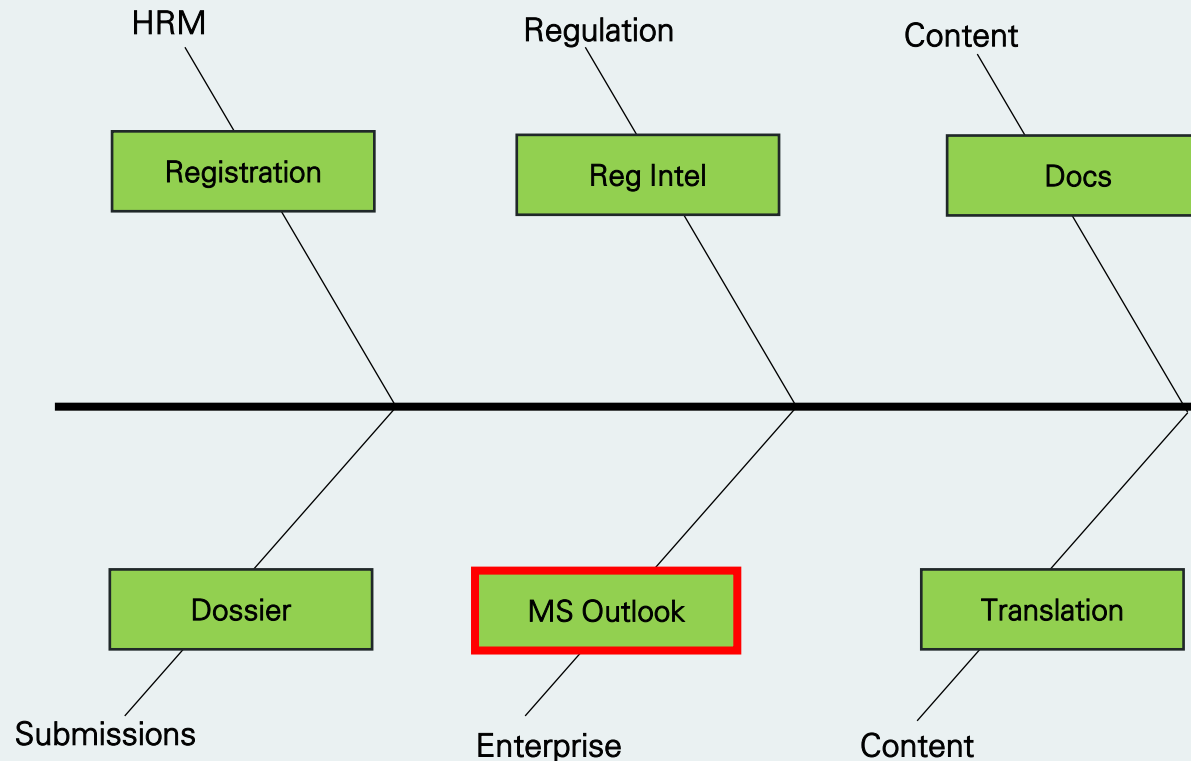 HRM
Regulation
Content
Registration
Reg Intel
Docs
Dossier
MS Outlook
Translation
Submissions
Enterprise
Content